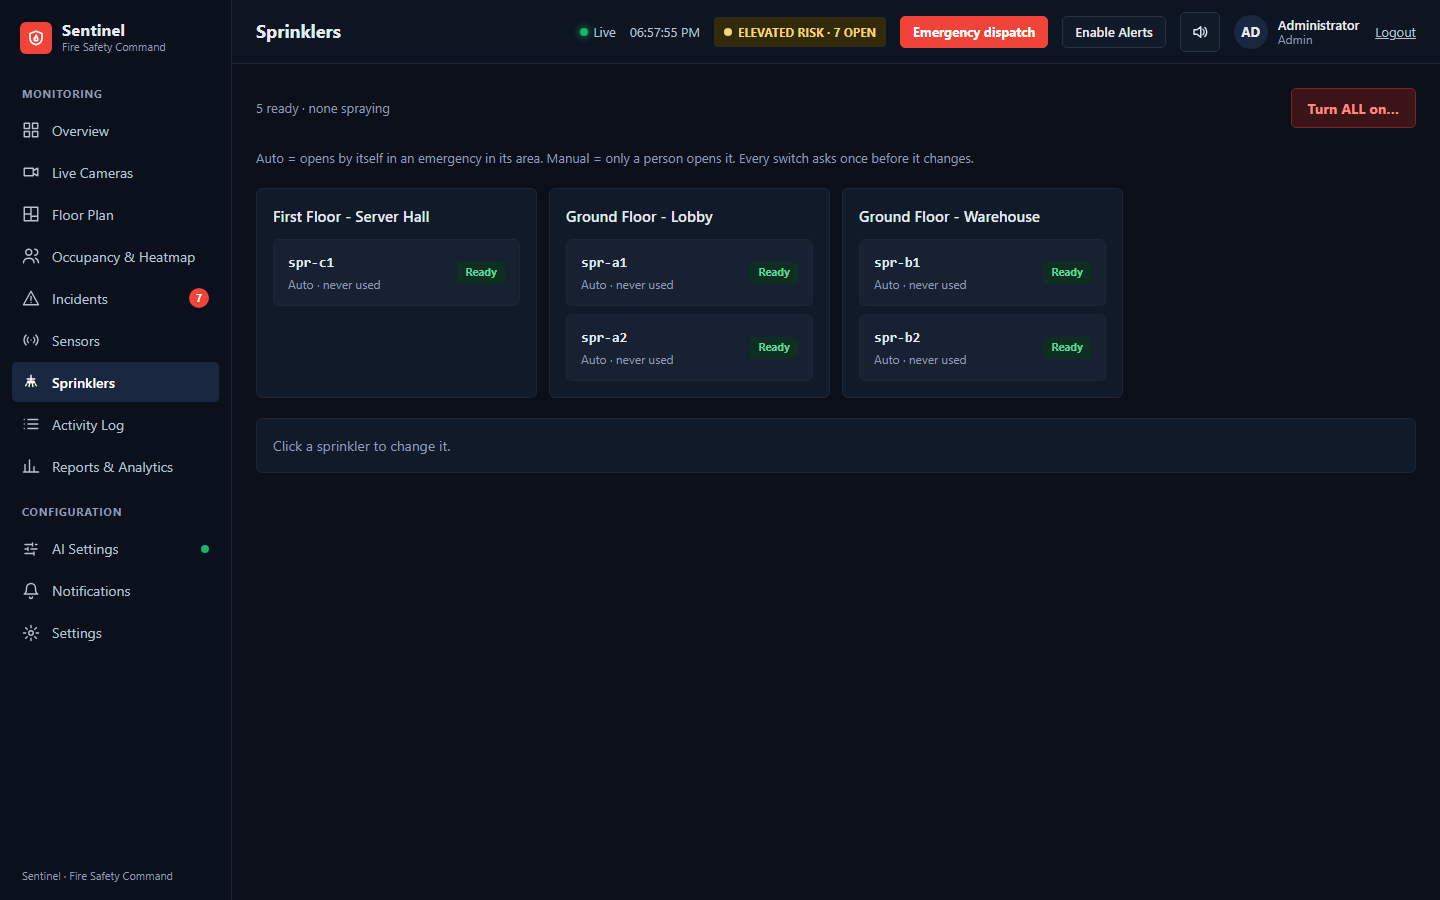 Sentinel
Fire Safety Command
MONITORING
Overview
Live Cameras
Floor Plan
Occupancy & Heatmap
Incidents 7
Sensors
Sprinklers
Activity Log
Reports & Analytics
CONFIGURATION
AI Settings
Notifications
Settings
Sentinel · Fire Safety Command
Sprinklers
Live 06:57:55 PM ELEVATED RISK · 7 OPEN Emergency dispatch Enable Alerts AD Administrator Logout
Admin
5 ready · none spraying Turn ALL on...
Auto = opens by itself in an emergency in its area. Manual = only a person opens it. Every switch asks once before it changes.
First Floor - Server Hall
spr-c1 Ready
Auto · never used
Ground Floor - Lobby
spr-a1 Ready
Auto · never used
spr-a2 Ready
Auto · never used
Ground Floor - Warehouse
spr-b1 Ready
Auto · never used
spr-b2 Ready
Auto · never used
Click a sprinkler to change it.